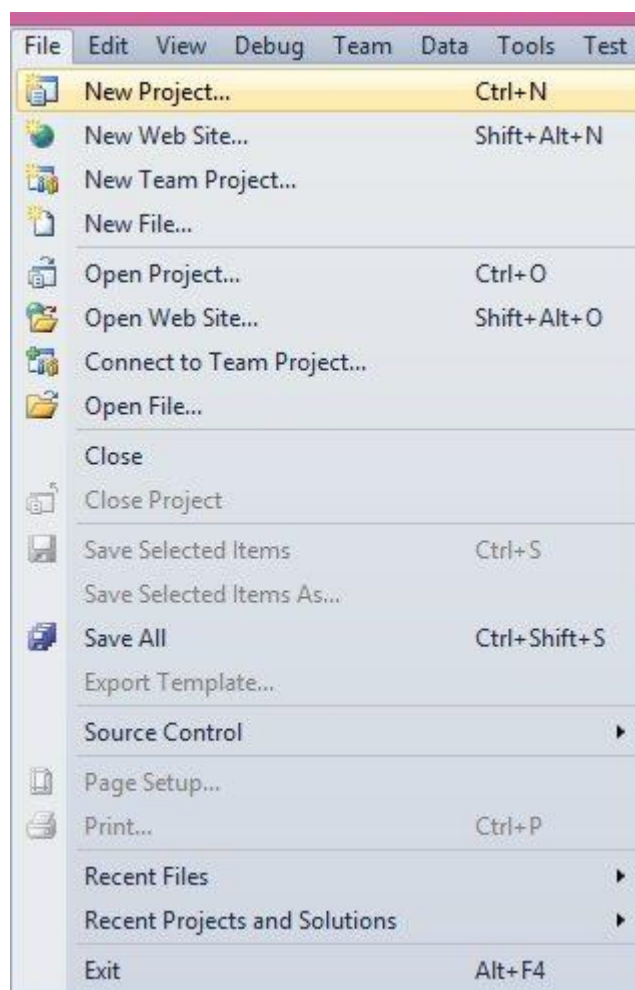 File Edit View Debug Team Data Tools Test
New Project... Ctrl+N
New Web Site... Shift+Alt+N
New Team Project...
New File...
Open Project... Ctrl+O
Open Web Site... Shift+Alt+O
Connect to Team Project...
Open File...
Close
Close Project
Save Selected Items Ctrl+S
Save Selected Items As...
Save All Ctrl+Shift+S
Export Template...
Source Control
Page Setup...
Print... Ctrl+P
Recent Files
Recent Projects and Solutions
Exit Alt+F4